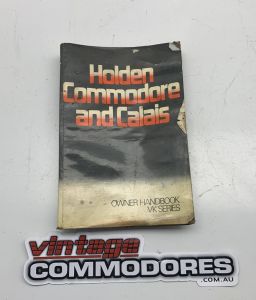 Holden
Commodore
and Calais
OWNER HANDBOOK
VK SERIES
vintage
COMMODORES
.COM.AU